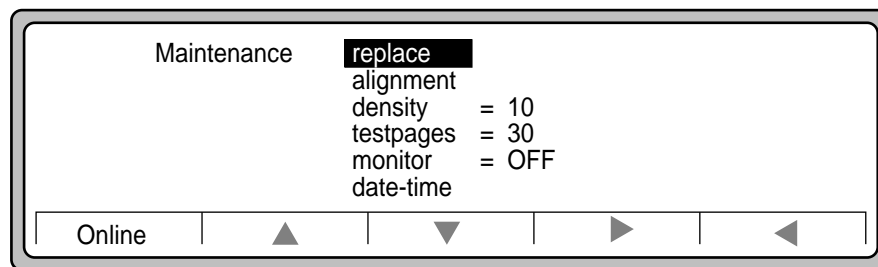 Maintenance replace
alignment
density = 10
testpages = 30
monitor = OFF
date-time
Online